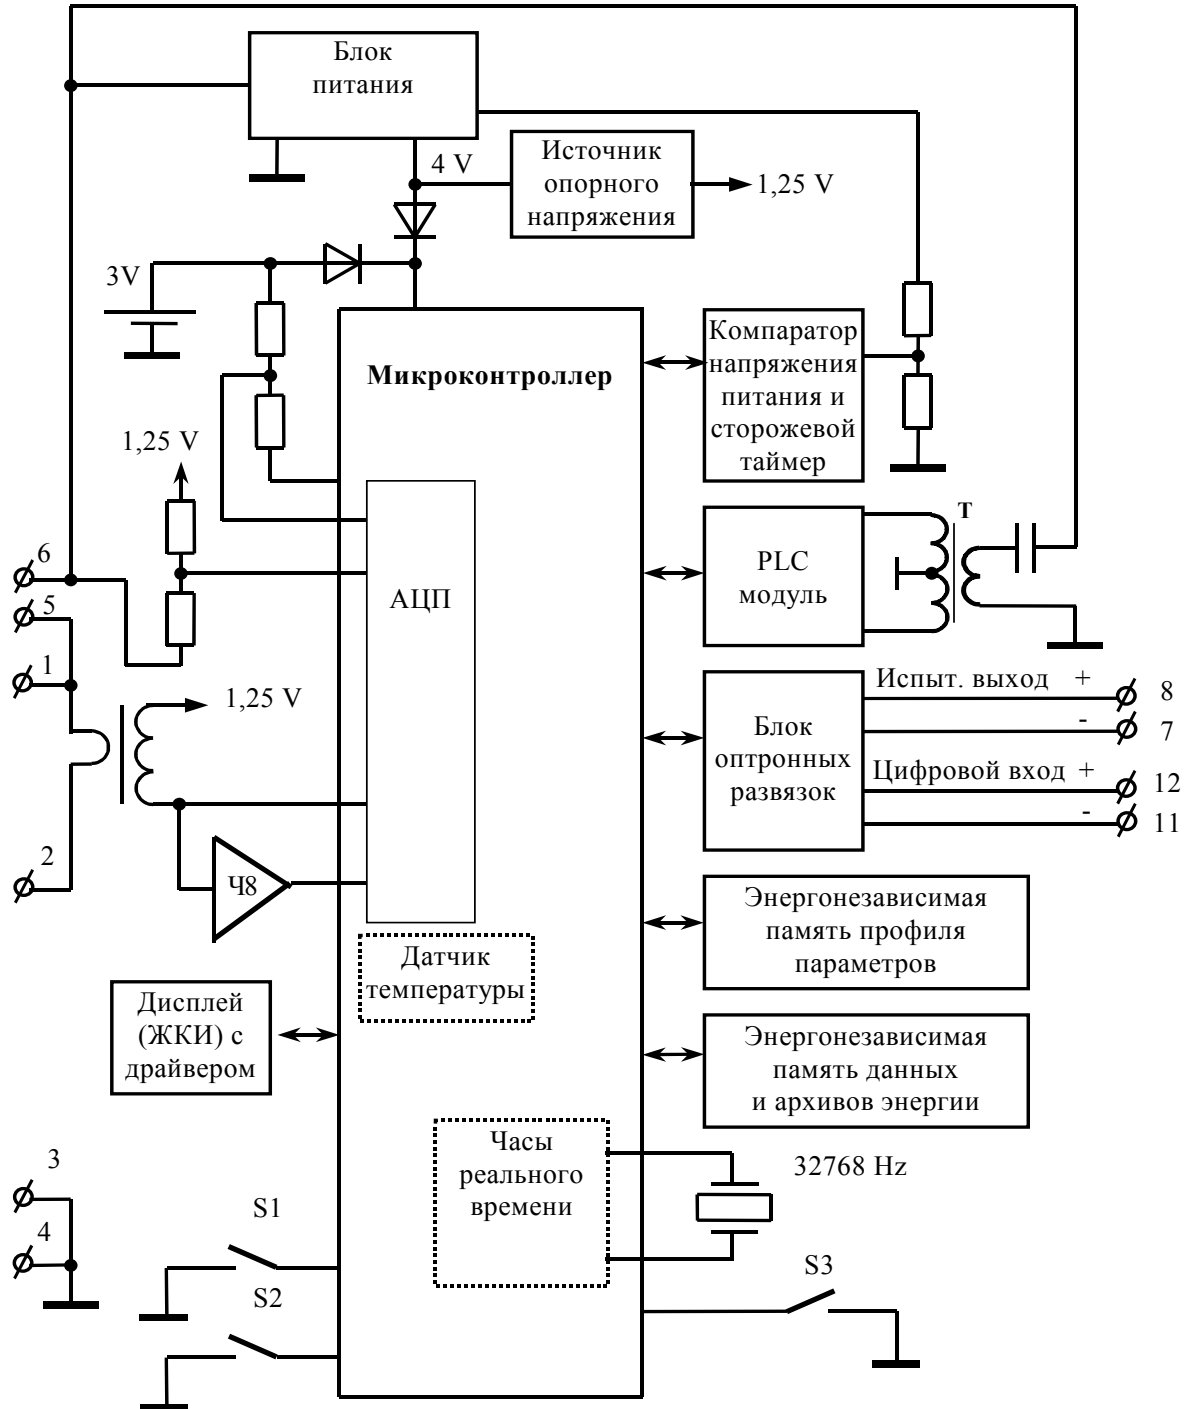 Блок
питания
4 V
Источник
опорного
напряжения
1,25 V
3V
Микроконтроллер
Компаратор
напряжения
питания и
сторожевой
таймер
1,25 V
АЦП
PLC
модуль
T
6
5
1
1,25 V
2
Ч8
Блок
оптронных
развязок
Испыт. выход +
8
-
7
Цифровой вход +
12
-
11
Энергонезависимая
память профиля
параметров
Датчик
температуры
Дисплей
(ЖКИ) с
драйвером
Энергонезависимая
память данных
и архивов энергии
Часы
реального
времени
32768 Hz
3
4
S1
S2
S3